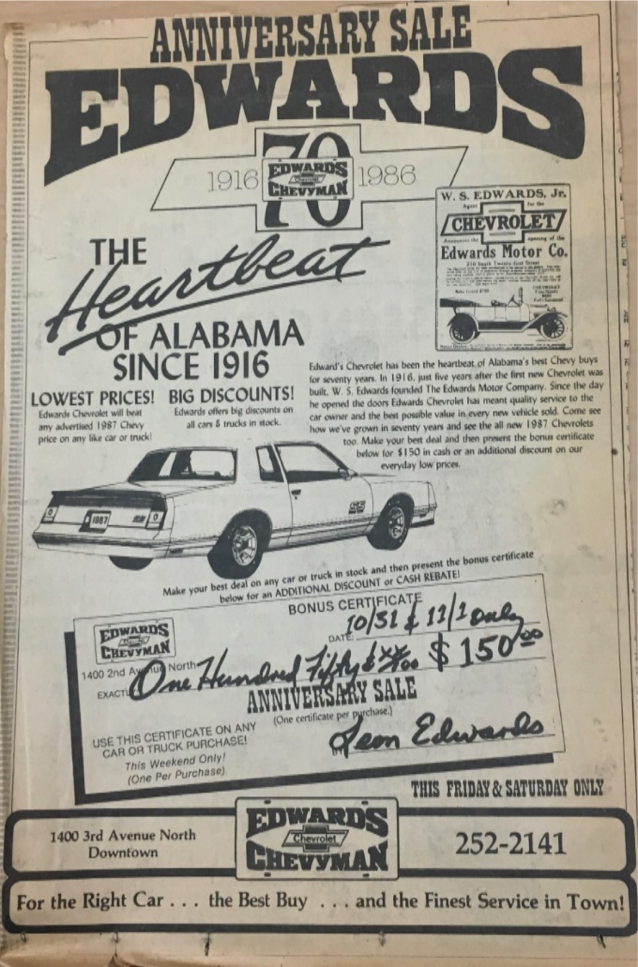 ANNIVERSARY SALE
EDWARDS
1916 70 1986
EDWARDS
Chevrolet
CHEVYMAN
W. S. EDWARDS, Jr.
Agent for the
CHEVROLET
Announces the opening of the
Edwards Motor Co.
THE
Heartbeat
OF ALABAMA
SINCE 1916
LOWEST PRICES!
Edwards Chevrolet will beat
any advertised 1987 Chevy
price on any like car or truck!
BIG DISCOUNTS!
Edwards offers big discounts on
all cars & trucks in stock.
Edward's Chevrolet has been the heartbeat of Alabama's best Chevy buys
for seventy years. In 1916, just five years after the first new Chevrolet was
built, W. S. Edwards founded The Edwards Motor Company. Since the day
he opened the doors Edwards Chevrolet has meant quality service to the
car owner and the best possible value in every new vehicle sold. Come see
how we've grown in seventy years and see the all new 1987 Chevrolets
too. Make your best deal and then present the bonus certificate
below for $150 in cash or an additional discount on our
everyday low prices.
1987
SS
Make your best deal on any car or truck in stock and then present the bonus certificate
below for an ADDITIONAL DISCOUNT or CASH REBATE!
BONUS CERTIFICATE
EDWARDS
CHEVYMAN
1400 2nd Avenue North
DATE: 10/31 & 11/1 only
EXACTLY One Hundred Fifty & xx/100 $150.00
ANNIVERSARY SALE
(One certificate per purchase.)
USE THIS CERTIFICATE ON ANY
CAR OR TRUCK PURCHASE!
This Weekend Only!
(One Per Purchase)
Leon Edwards
THIS FRIDAY & SATURDAY ONLY
1400 3rd Avenue North
Downtown
EDWARDS
Chevrolet
CHEVYMAN
252-2141
For the Right Car . . . the Best Buy . . . and the Finest Service in Town!